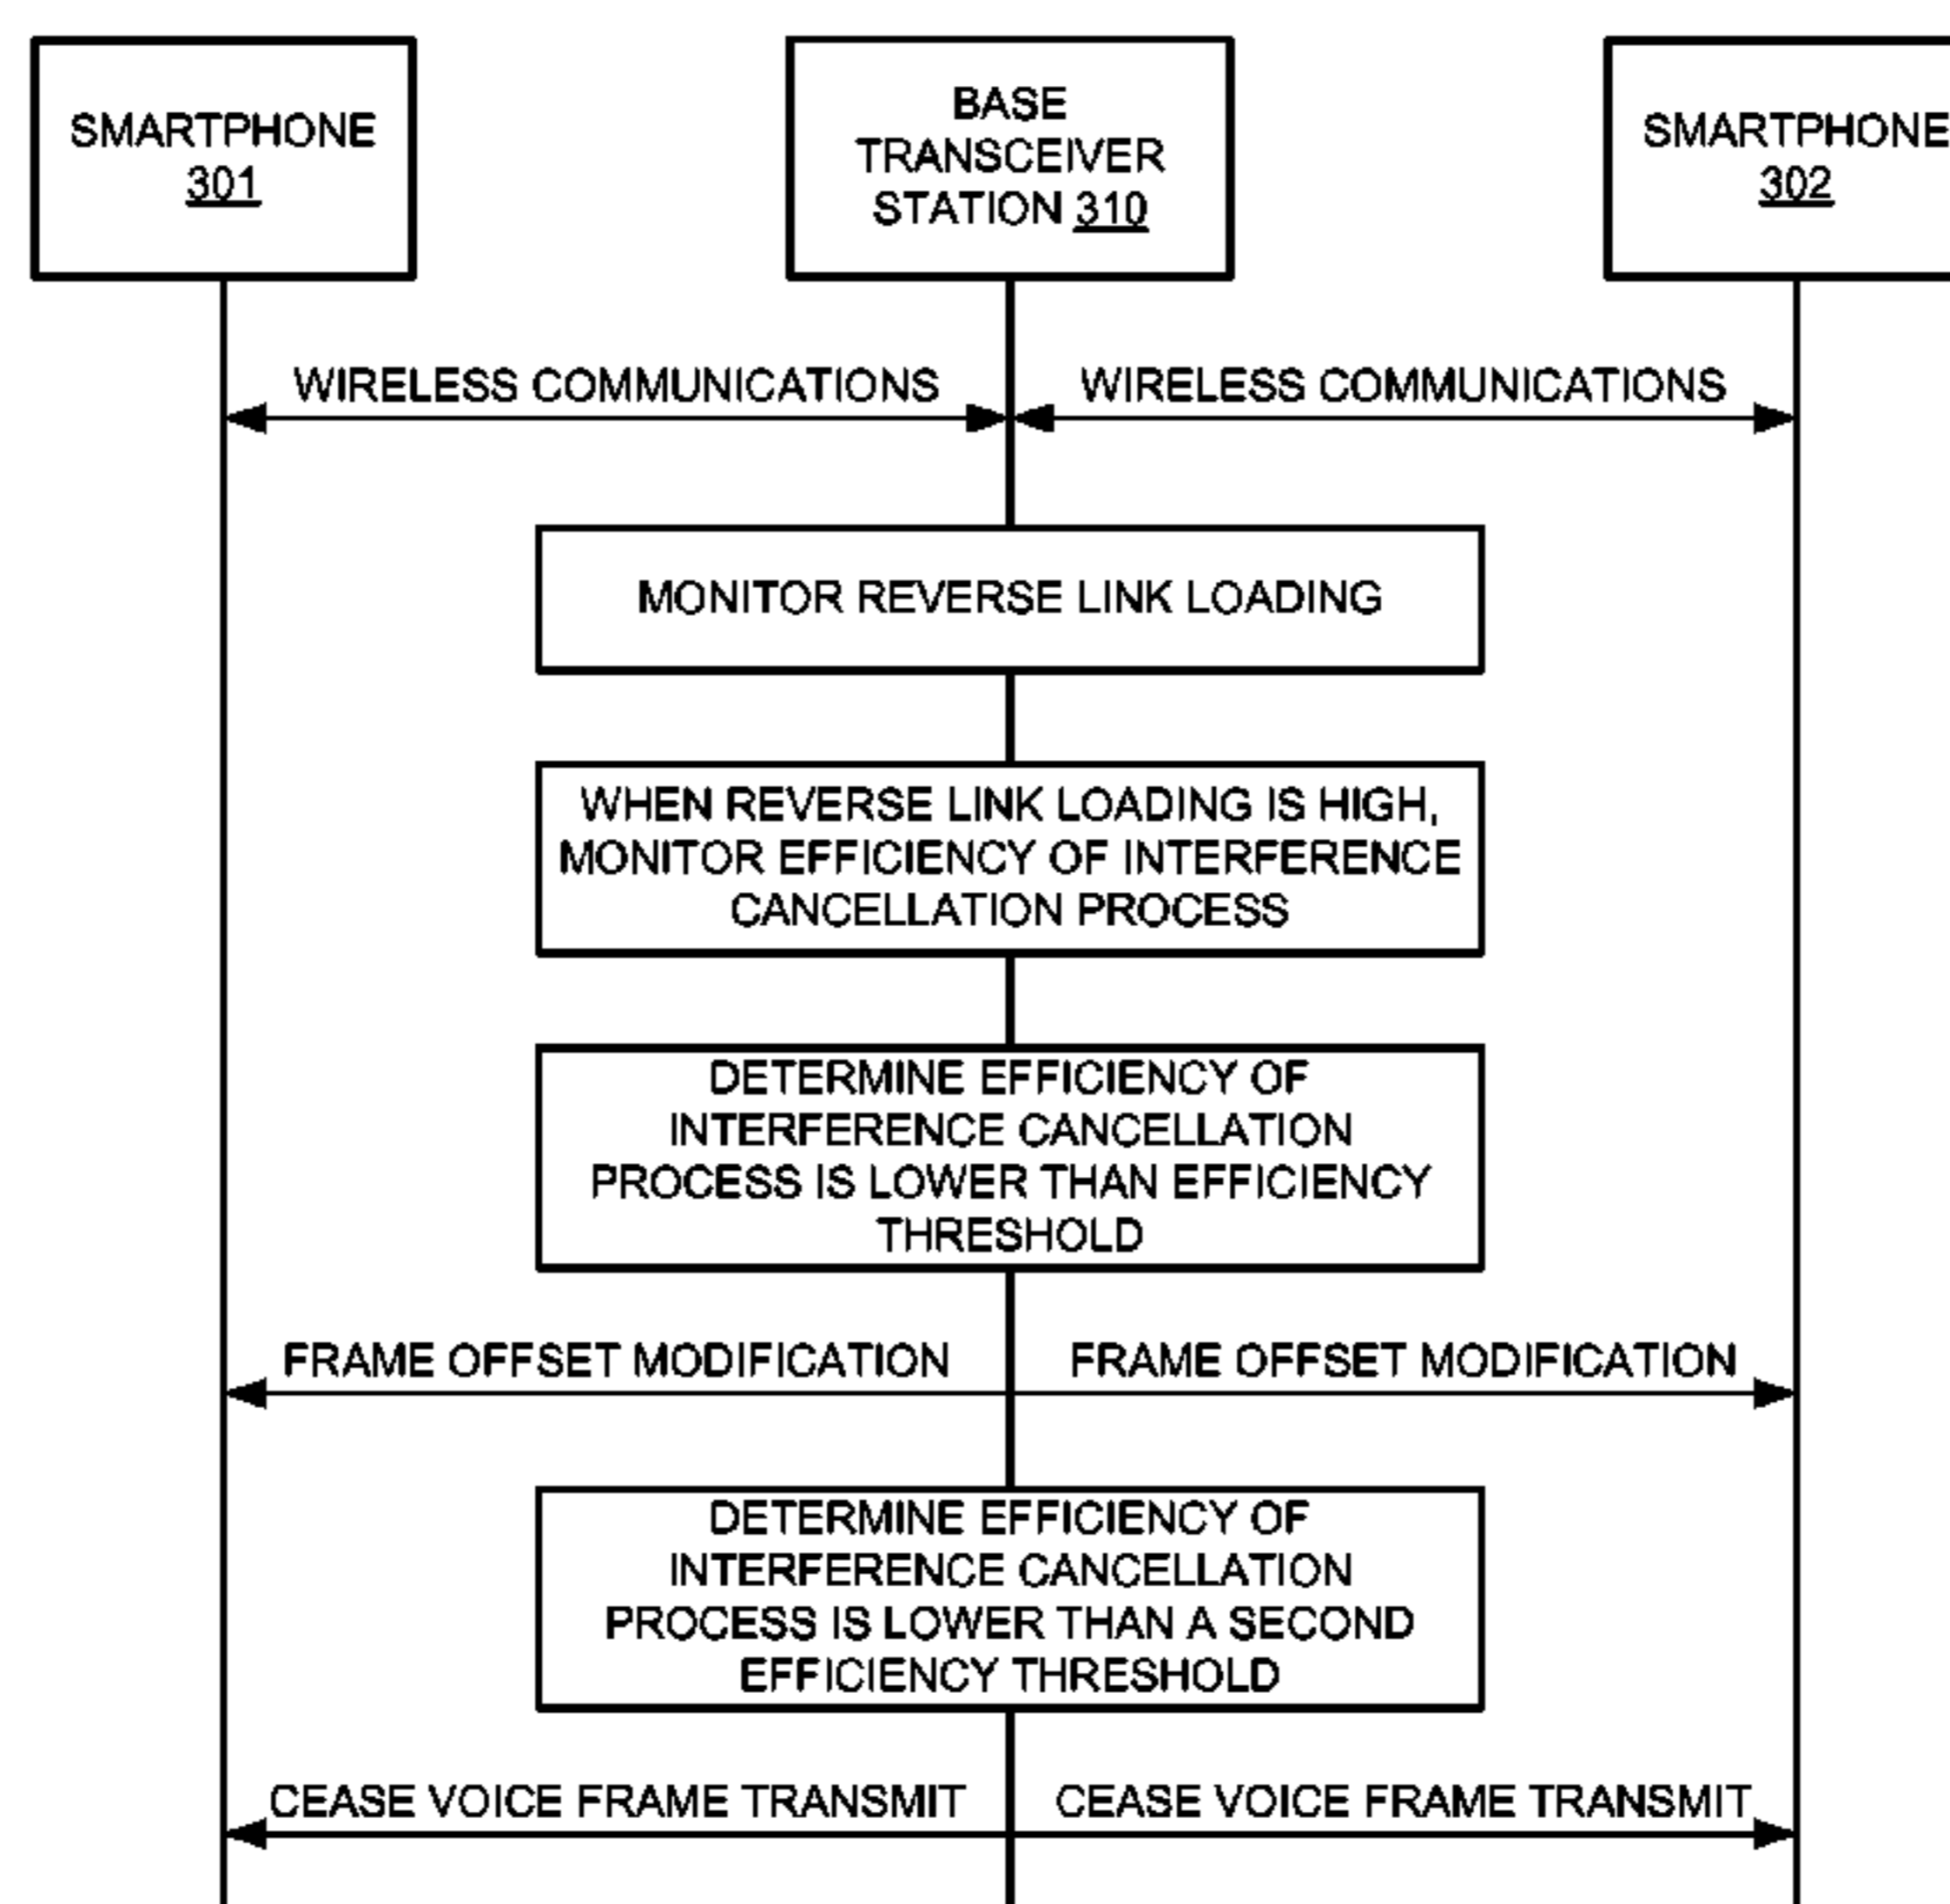 SMARTPHONE
301
BASE
TRANSCEIVER
STATION 310
SMARTPHONE
302
WIRELESS COMMUNICATIONS
WIRELESS COMMUNICATIONS
MONITOR REVERSE LINK LOADING
WHEN REVERSE LINK LOADING IS HIGH,
MONITOR EFFICIENCY OF INTERFERENCE
CANCELLATION PROCESS
DETERMINE EFFICIENCY OF
INTERFERENCE CANCELLATION
PROCESS IS LOWER THAN EFFICIENCY
THRESHOLD
FRAME OFFSET MODIFICATION
FRAME OFFSET MODIFICATION
DETERMINE EFFICIENCY OF
INTERFERENCE CANCELLATION
PROCESS IS LOWER THAN A SECOND
EFFICIENCY THRESHOLD
CEASE VOICE FRAME TRANSMIT
CEASE VOICE FRAME TRANSMIT